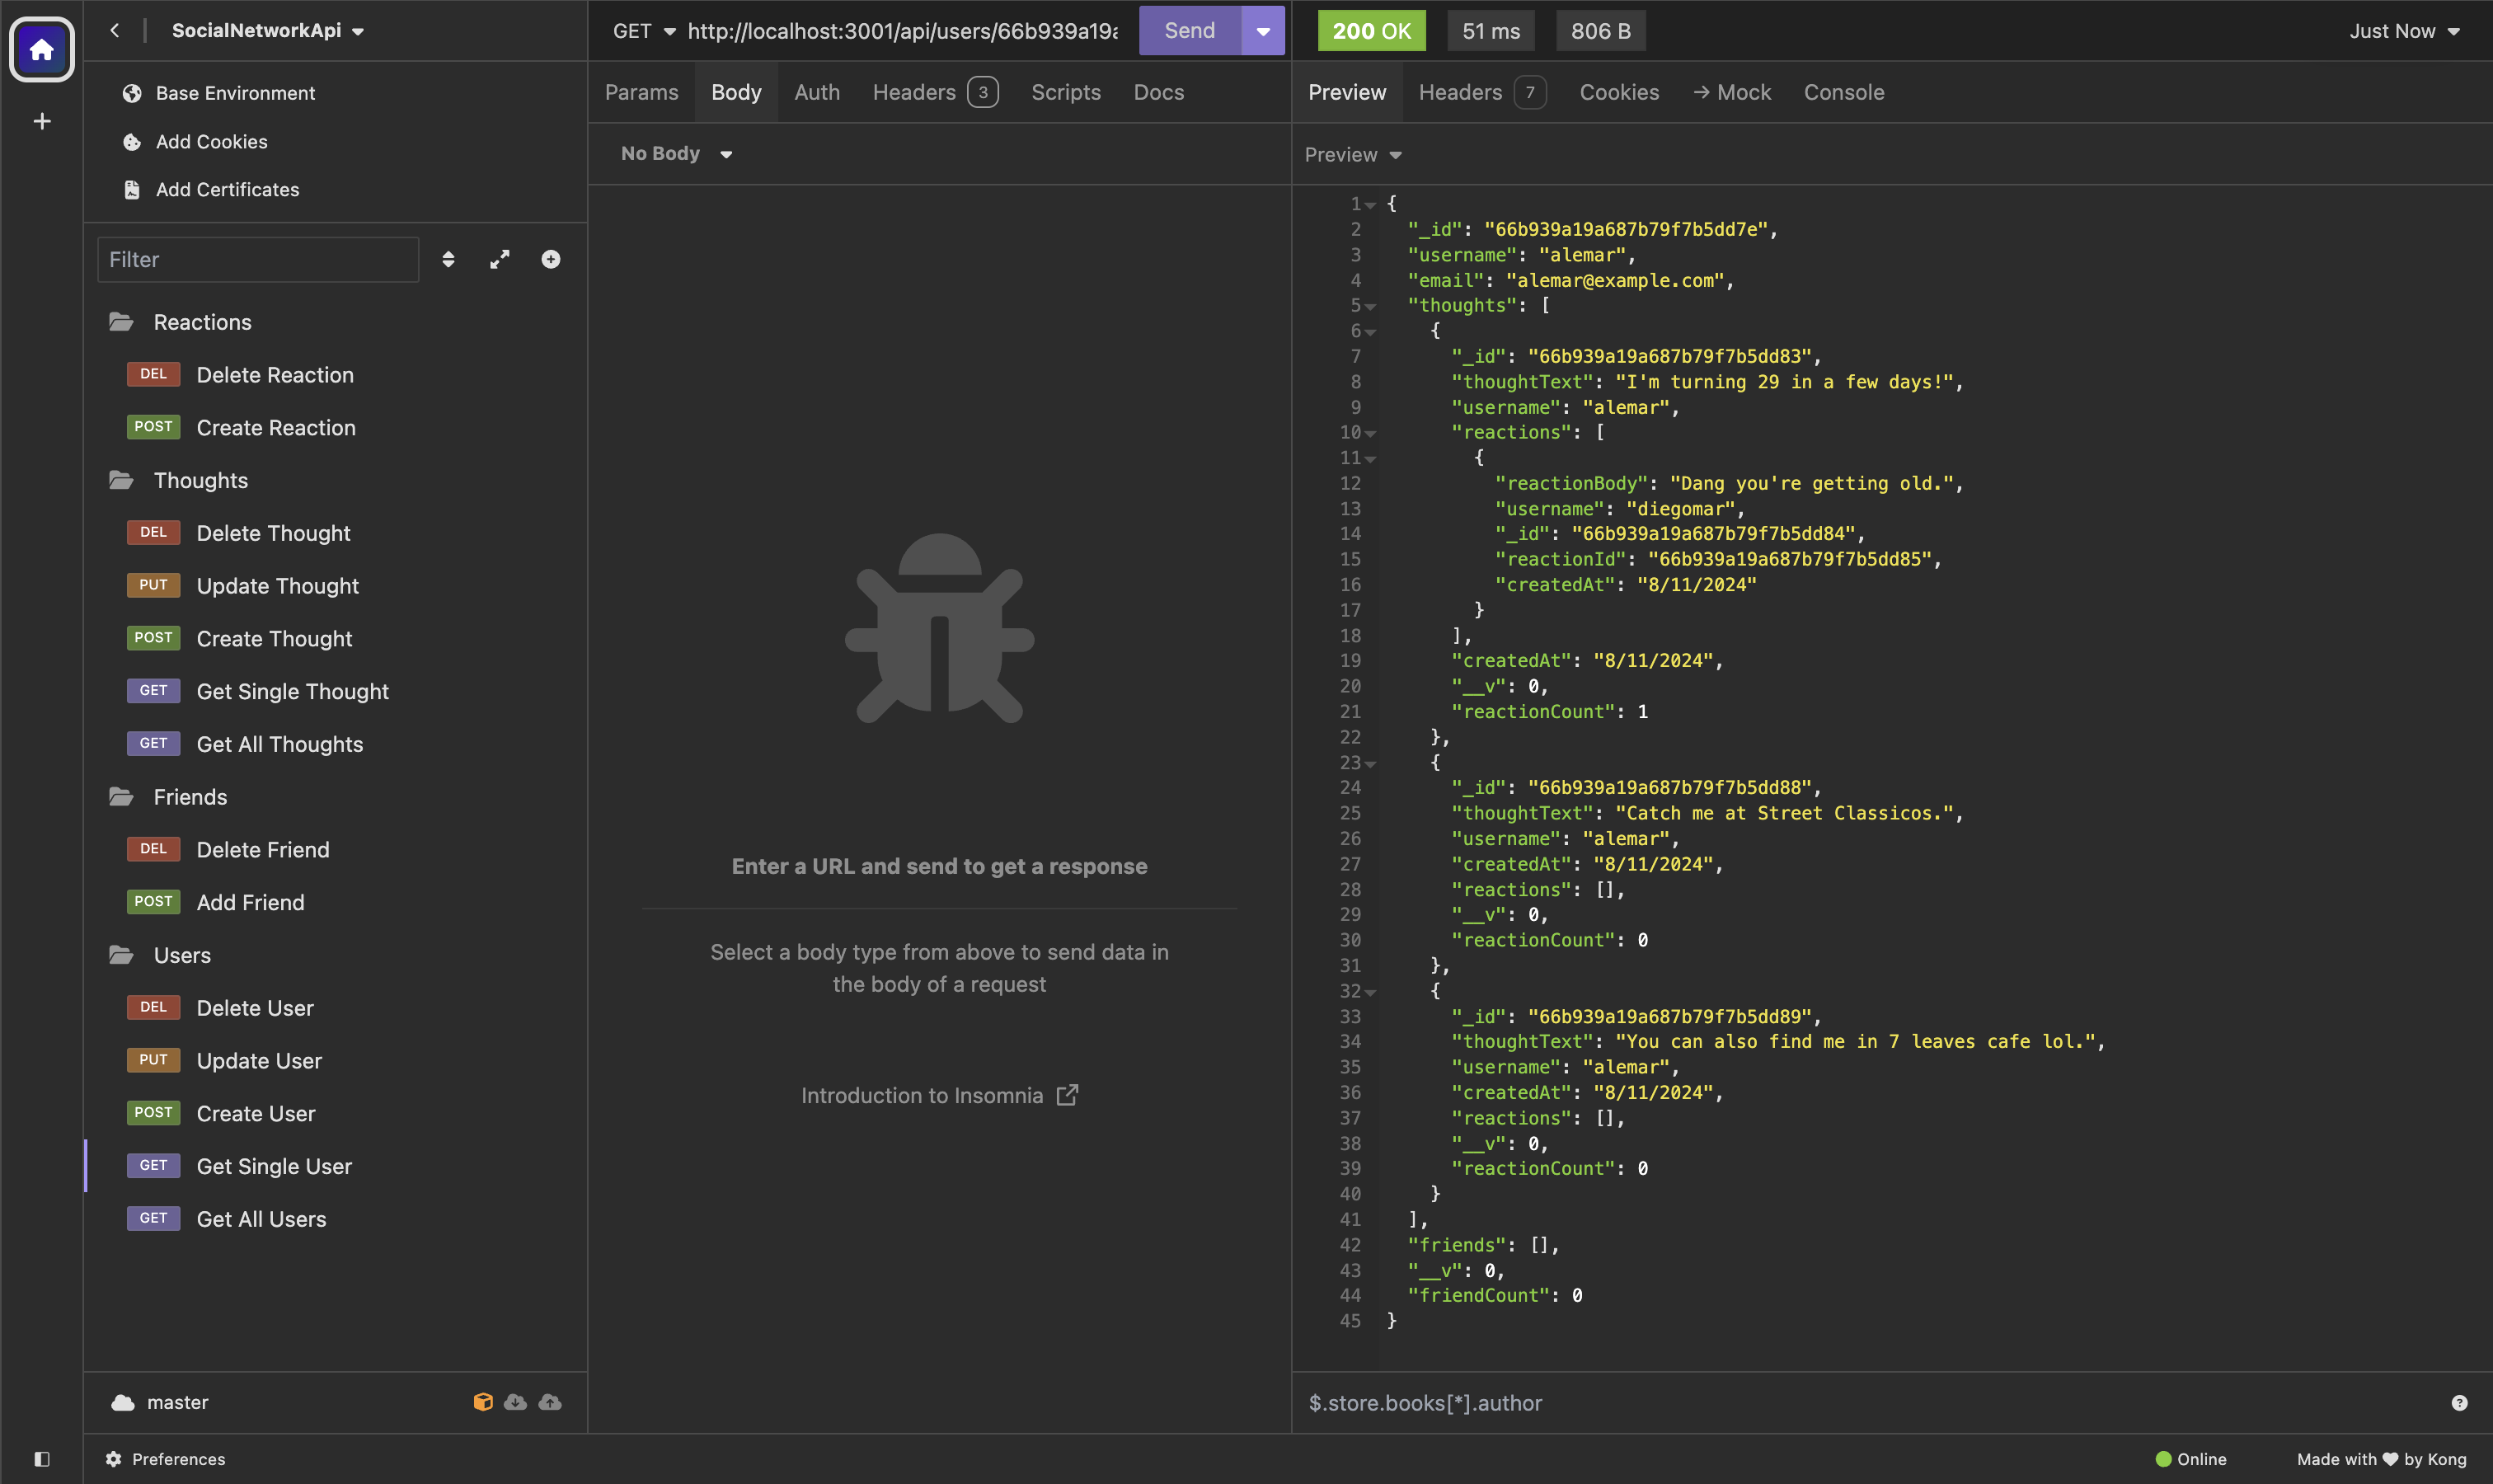 SocialNetworkApi
Base Environment
Add Cookies
Add Certificates
Filter
Reactions
DEL Delete Reaction
POST Create Reaction
Thoughts
DEL Delete Thought
PUT Update Thought
POST Create Thought
GET Get Single Thought
GET Get All Thoughts
Friends
DEL Delete Friend
POST Add Friend
Users
DEL Delete User
PUT Update User
POST Create User
GET Get Single User
GET Get All Users
master
Preferences
GET http://localhost:3001/api/users/66b939a19a Send
Params Body Auth Headers 3 Scripts Docs
No Body
Enter a URL and send to get a response
Select a body type from above to send data in
the body of a request
Introduction to Insomnia
200 OK 51 ms 806 B Just Now
Preview Headers 7 Cookies → Mock Console
Preview
1 {
2 "_id": "66b939a19a687b79f7b5dd7e",
3 "username": "alemar",
4 "email": "alemar@example.com",
5 "thoughts": [
6 {
7 "_id": "66b939a19a687b79f7b5dd83",
8 "thoughtText": "I'm turning 29 in a few days!",
9 "username": "alemar",
10 "reactions": [
11 {
12 "reactionBody": "Dang you're getting old.",
13 "username": "diegomar",
14 "_id": "66b939a19a687b79f7b5dd84",
15 "reactionId": "66b939a19a687b79f7b5dd85",
16 "createdAt": "8/11/2024"
17 }
18 ],
19 "createdAt": "8/11/2024",
20 "__v": 0,
21 "reactionCount": 1
22 },
23 {
24 "_id": "66b939a19a687b79f7b5dd88",
25 "thoughtText": "Catch me at Street Classicos.",
26 "username": "alemar",
27 "createdAt": "8/11/2024",
28 "reactions": [],
29 "__v": 0,
30 "reactionCount": 0
31 },
32 {
33 "_id": "66b939a19a687b79f7b5dd89",
34 "thoughtText": "You can also find me in 7 leaves cafe lol.",
35 "username": "alemar",
36 "createdAt": "8/11/2024",
37 "reactions": [],
38 "__v": 0,
39 "reactionCount": 0
40 }
41 ],
42 "friends": [],
43 "__v": 0,
44 "friendCount": 0
45 }
$.store.books[*].author
Online Made with ♥ by Kong